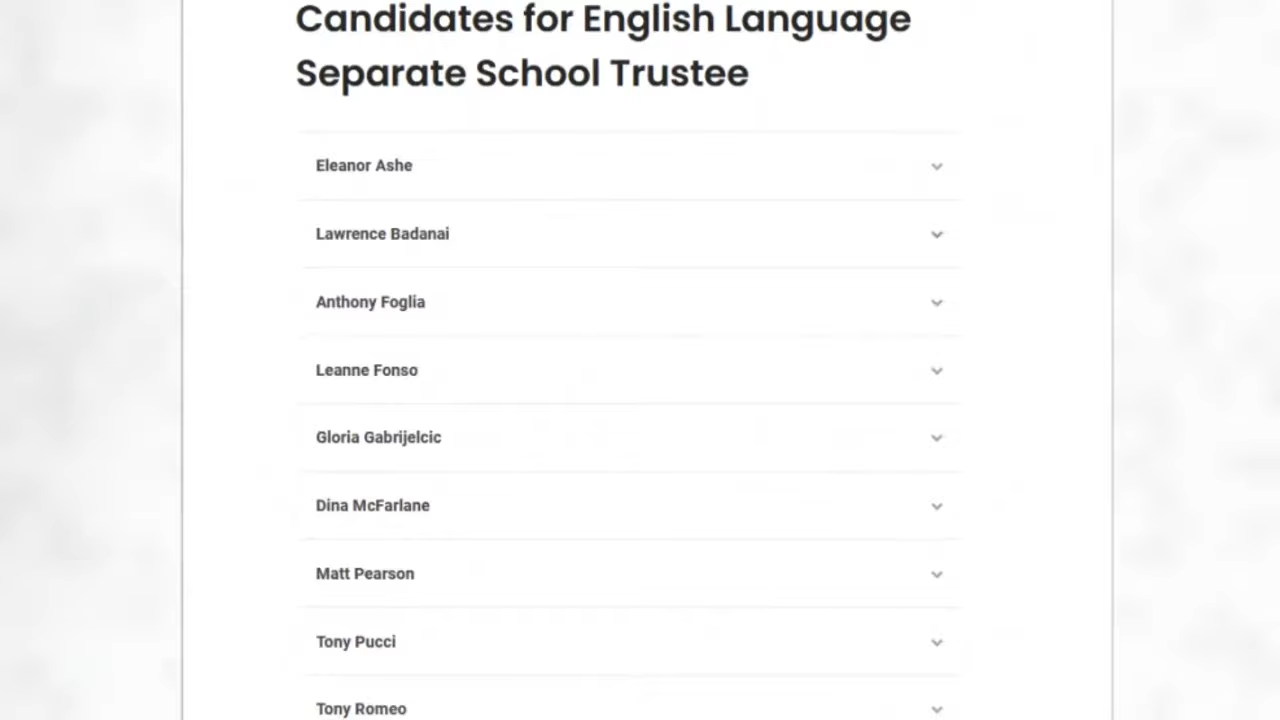 Candidates for English Language
Separate School Trustee
Eleanor Ashe
Lawrence Badanai
Anthony Foglia
Leanne Fonso
Gloria Gabrijelcic
Dina McFarlane
Matt Pearson
Tony Pucci
Tony Romeo